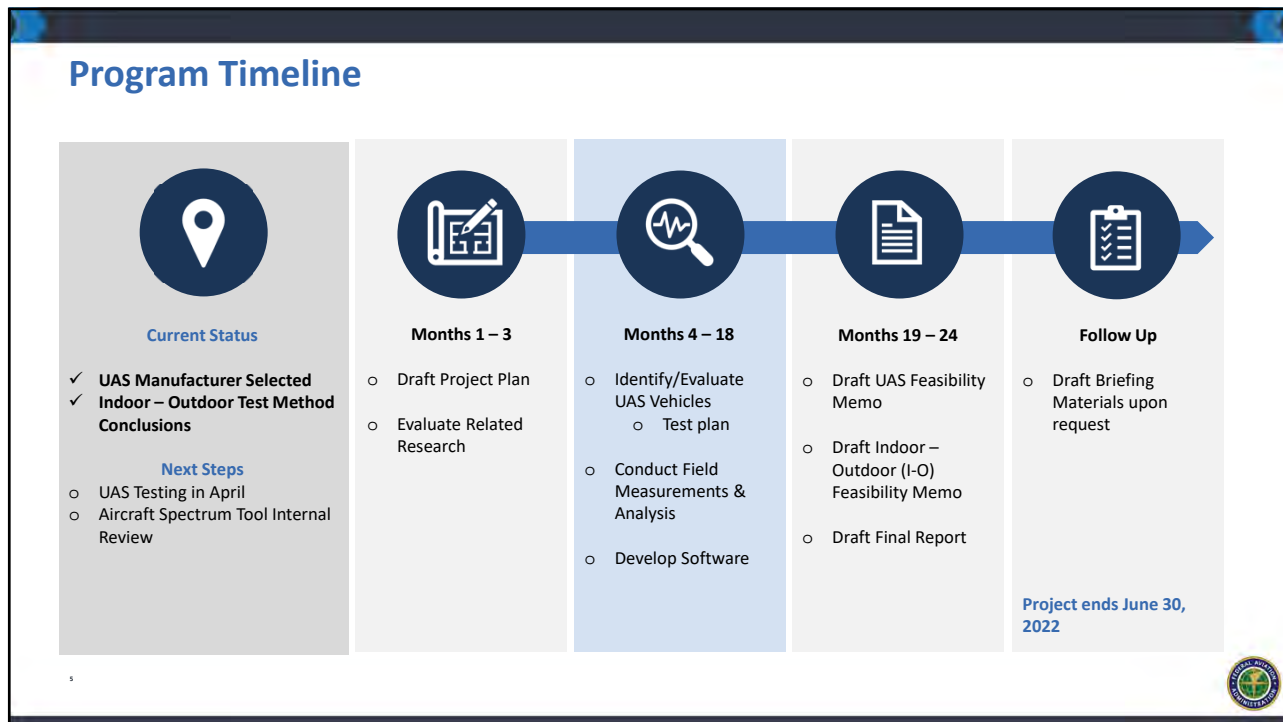 Program Timeline
Current Status
✓ UAS Manufacturer Selected
✓ Indoor – Outdoor Test Method
Conclusions
Next Steps
o UAS Testing in April
o Aircraft Spectrum Tool Internal
Review
Months 1 – 3
o Draft Project Plan
o Evaluate Related
Research
Months 4 – 18
o Identify/Evaluate
UAS Vehicles
o Test plan
o Conduct Field
Measurements &
Analysis
o Develop Software
Months 19 – 24
o Draft UAS Feasibility
Memo
o Draft Indoor –
Outdoor (I-O)
Feasibility Memo
o Draft Final Report
Follow Up
o Draft Briefing
Materials upon
request
Project ends June 30,
2022
5
FEDERAL AVIATION
ADMINISTRATION